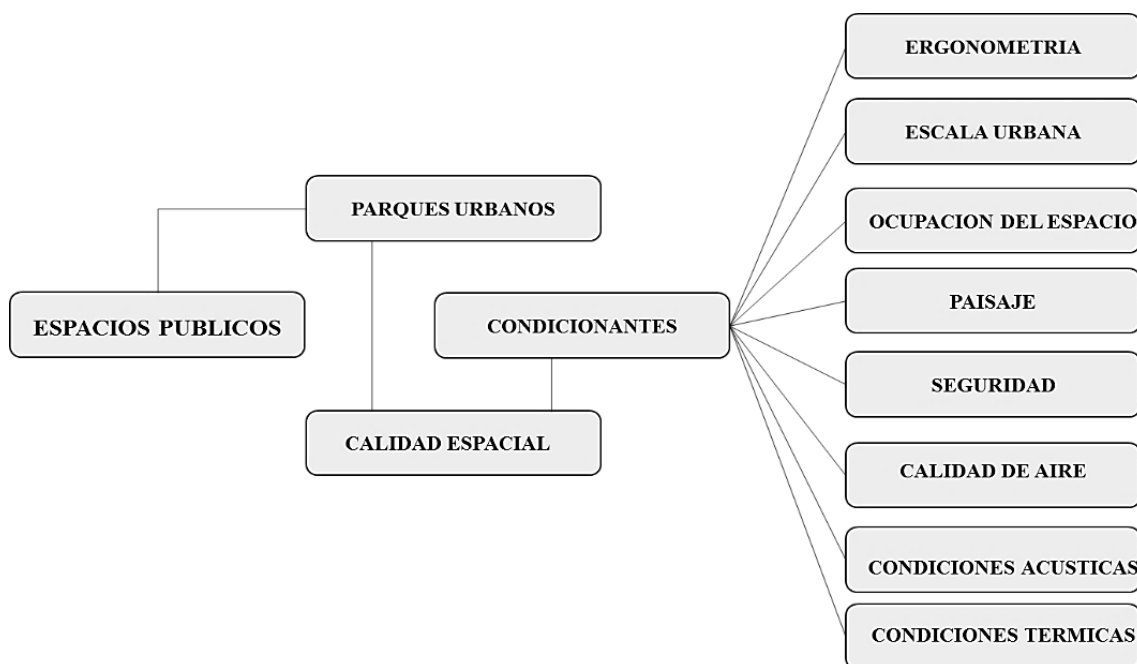 ERGONOMETRIA
ESCALA URBANA
PARQUES URBANOS
OCUPACION DEL ESPACIO
ESPACIOS PUBLICOS
CONDICIONANTES
PAISAJE
SEGURIDAD
CALIDAD ESPACIAL
CALIDAD DE AIRE
CONDICIONES ACUSTICAS
CONDICIONES TERMICAS